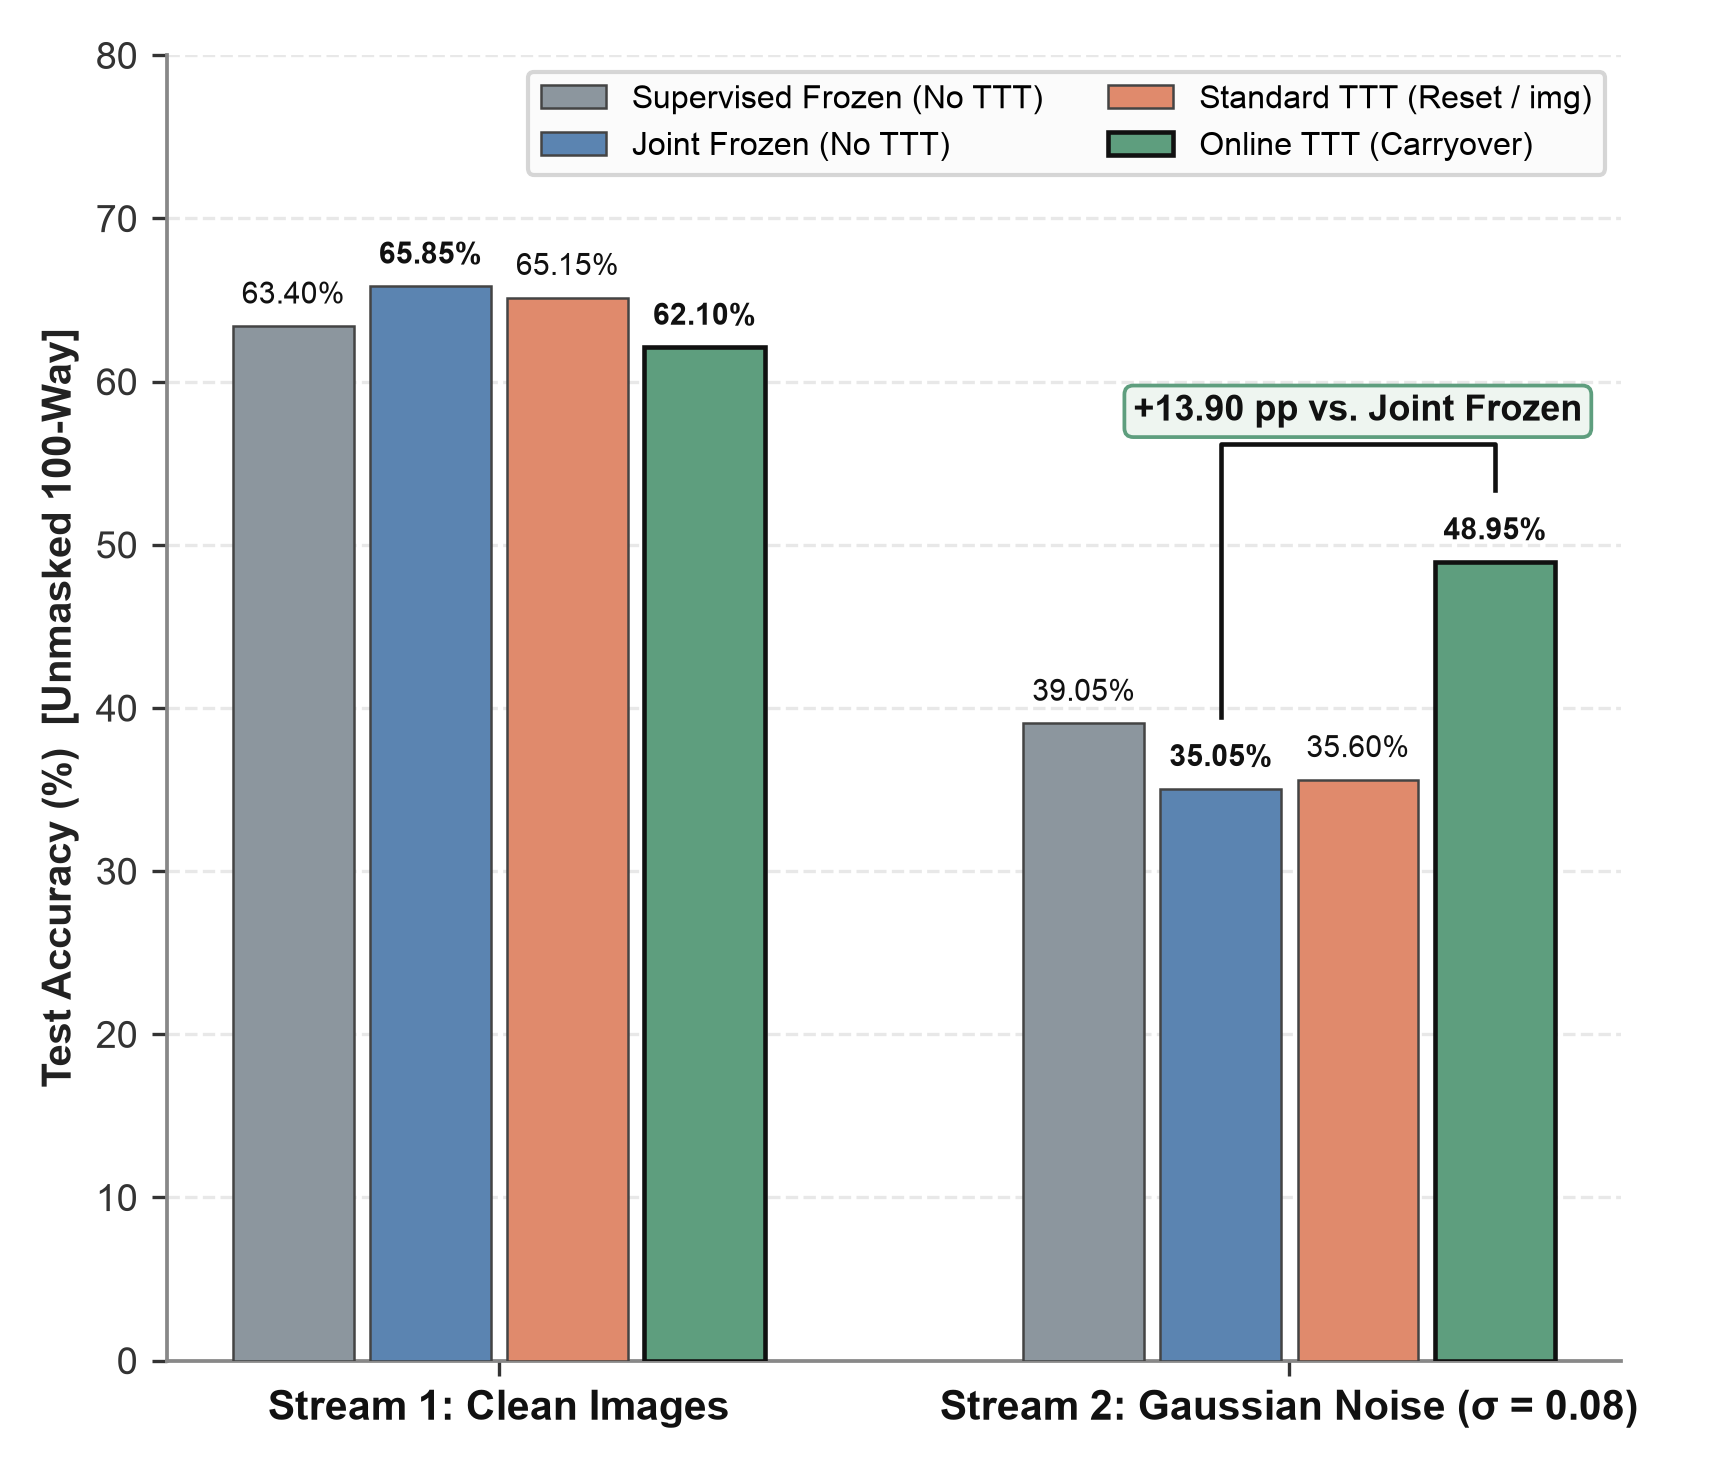 80
70
60
50
40
30
20
10
0
Test Accuracy (%) [Unmasked 100-Way]
Supervised Frozen (No TTT)
Joint Frozen (No TTT)
Standard TTT (Reset / img)
Online TTT (Carryover)
63.40%
65.85%
65.15%
62.10%
+13.90 pp vs. Joint Frozen
39.05%
35.05%
35.60%
48.95%
Stream 1: Clean Images
Stream 2: Gaussian Noise (σ = 0.08)